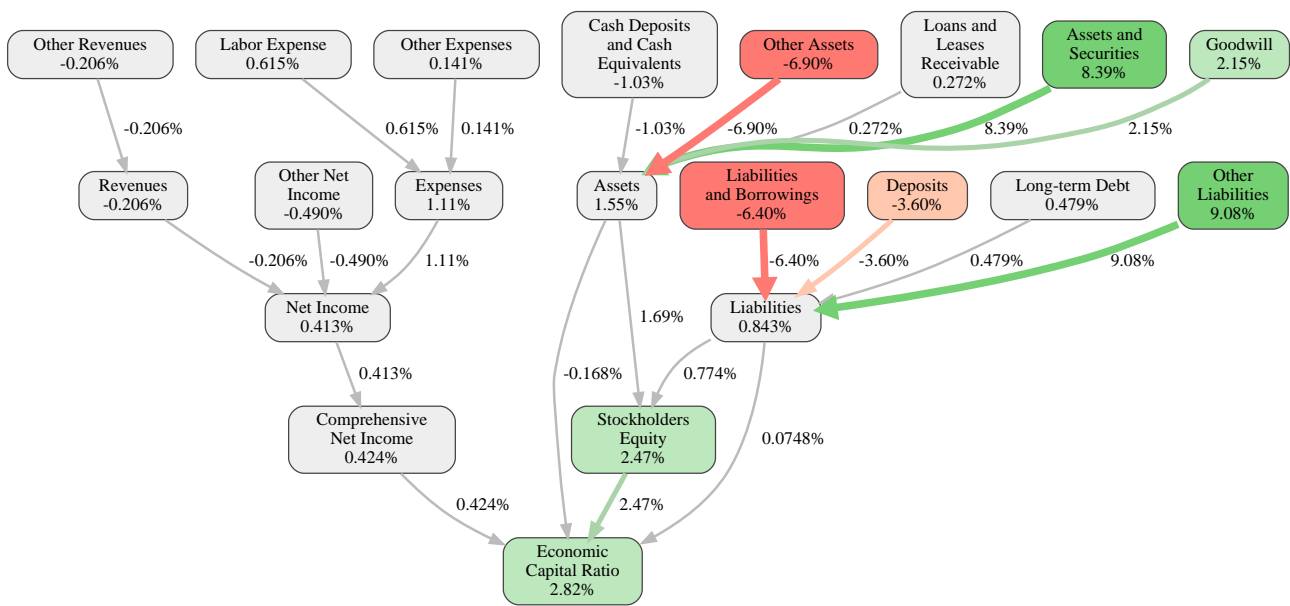 Other Revenues
-0.206%
Labor Expense
0.615%
Other Expenses
0.141%
Cash Deposits
and Cash
Equivalents
-1.03%
Other Assets
-6.90%
Loans and
Leases
Receivable
0.272%
Assets and
Securities
8.39%
Goodwill
2.15%
-0.206%
0.615%
0.141%
-1.03%
-6.90%
0.272%
8.39%
2.15%
Revenues
-0.206%
Other Net
Income
-0.490%
Expenses
1.11%
Assets
1.55%
Liabilities
and Borrowings
-6.40%
Deposits
-3.60%
Long-term Debt
0.479%
Other
Liabilities
9.08%
-0.206%
-0.490%
1.11%
-6.40%
-3.60%
0.479%
9.08%
Net Income
0.413%
1.69%
Liabilities
0.843%
0.413%
-0.168%
0.774%
Comprehensive
Net Income
0.424%
Stockholders
Equity
2.47%
0.0748%
0.424%
2.47%
Economic
Capital Ratio
2.82%